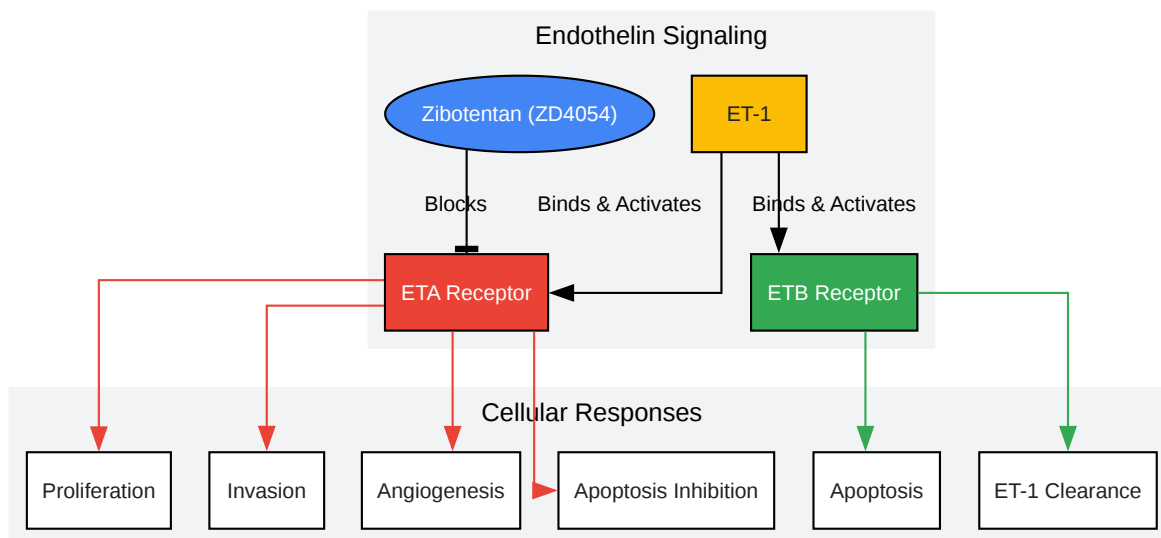 Endothelin Signaling
Zibotentan (ZD4054)
ET-1
Blocks
Binds & Activates
Binds & Activates
ETA Receptor
ETB Receptor
Cellular Responses
Proliferation
Invasion
Angiogenesis
Apoptosis Inhibition
Apoptosis
ET-1 Clearance